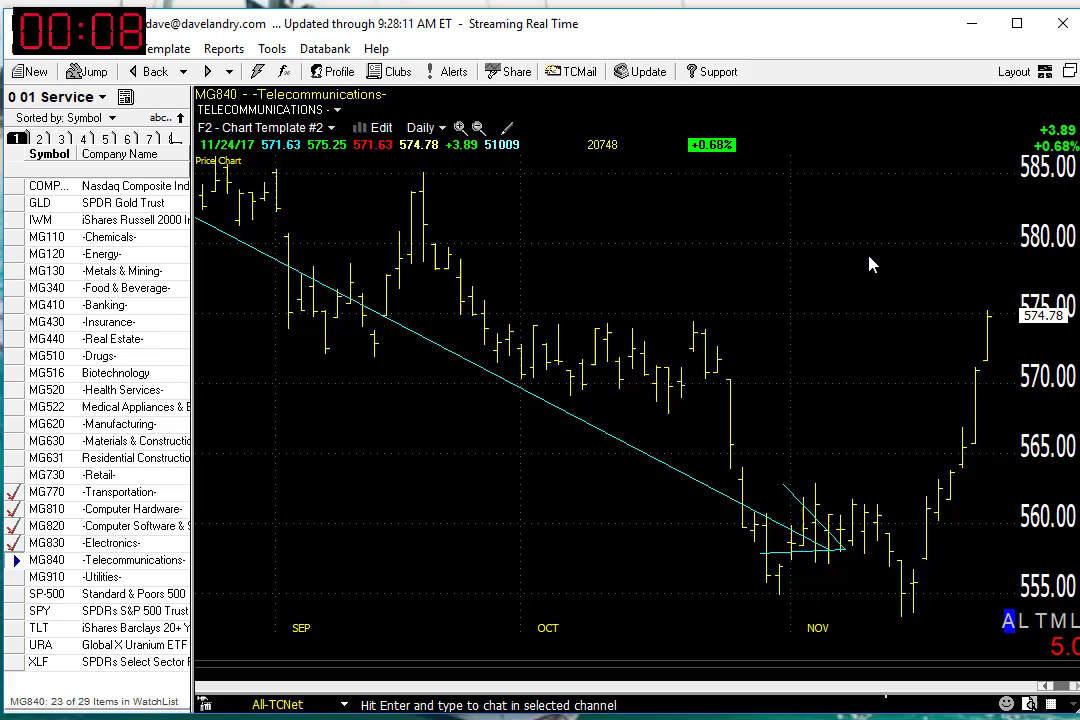 00:08
dave@davelandry.com ... Updated through 9:28:11 AM ET - Streaming Real Time
Template Reports Tools Databank Help
New Jump Back Profile Clubs Alerts Share TCMail Update Support Layout
0 01 Service
Sorted by: Symbol abc..
1 2 3 4 5 6 7
Symbol Company Name
COMP... Nasdaq Composite Ind
GLD SPDR Gold Trust
IWM iShares Russell 2000 I
MG110 -Chemicals-
MG120 -Energy-
MG130 -Metals & Mining-
MG340 -Food & Beverage-
MG410 -Banking-
MG430 -Insurance-
MG440 -Real Estate-
MG510 -Drugs-
MG516 Biotechnology
MG520 -Health Services-
MG522 Medical Appliances & E
MG620 -Manufacturing-
MG630 -Materials & Constructio
MG631 Residential Constructio
MG730 -Retail-
MG770 -Transportation-
MG810 -Computer Hardware-
MG820 -Computer Software & S
MG830 -Electronics-
MG840 -Telecommunications-
MG910 -Utilities-
SP-500 Standard & Poors 500
SPY SPDRs S&P 500 Trust
TLT iShares Barclays 20+ Y
URA Global X Uranium ETF
XLF SPDRs Select Sector F
MG840: 23 of 29 Items in WatchList
MG840 - -Telecommunications-
TELECOMMUNICATIONS -
F2 - Chart Template #2 Edit Daily
11/24/17 571.63 575.25 571.63 574.78 +3.89 51009 20748 +0.68%
Price Chart
+3.89
+0.68%
585.00
580.00
575.00
574.78
570.00
565.00
560.00
555.00
SEP OCT NOV
A L T M L
5.0
All-TCNet Hit Enter and type to chat in selected channel